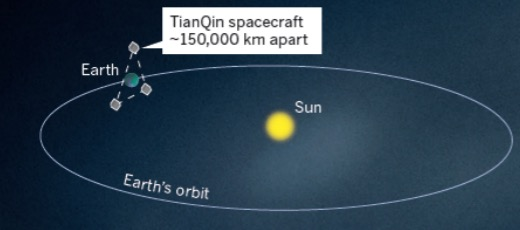 TianQin spacecraft
~150,000 km apart
Earth
Sun
Earth's orbit